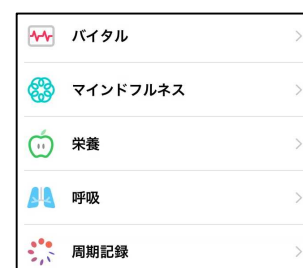 バイタル
マインドフルネス
栄養
呼吸
周期記録